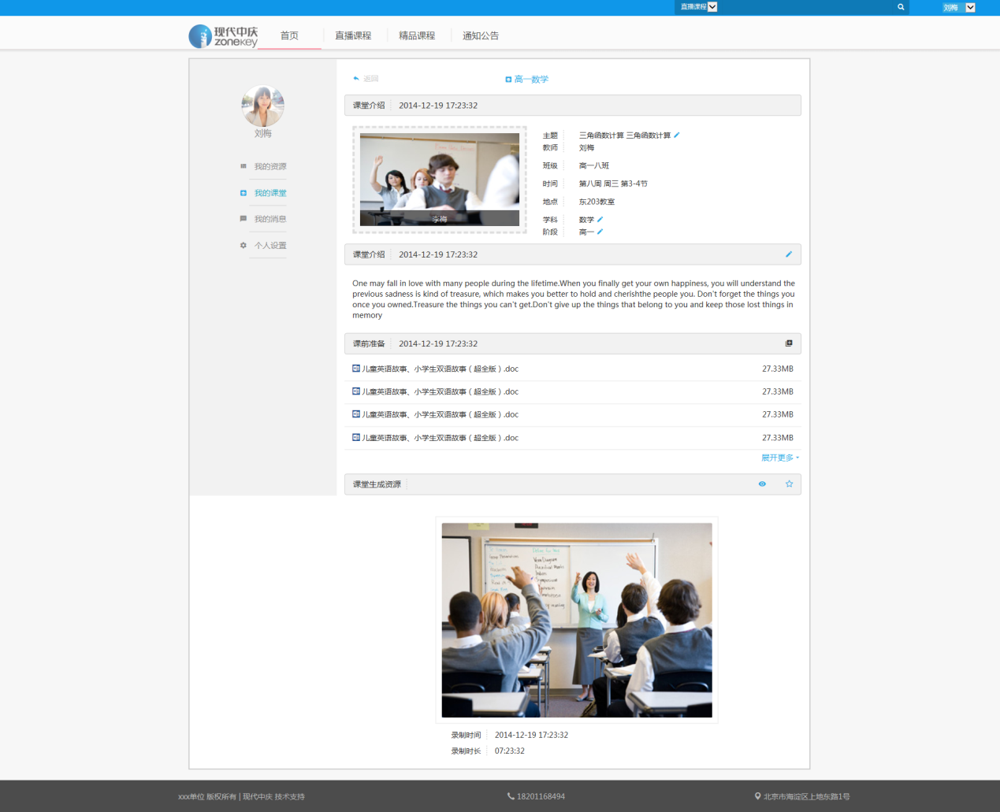 直播课程
刘梅
现代中庆
zonekey
首页
直播课程
精品课程
通知公告
返回
高一数学
刘梅
我的资源
我的课堂
我的消息
个人设置
课堂介绍 2014-12-19 17:23:32
李梅
主题 三角函数计算 三角函数计算
教师 刘梅
班级 高一八班
时间 第八周 周三 第3-4节
地点 东203教室
学科 数学
阶段 高一
课堂介绍 2014-12-19 17:23:32
One may fall in love with many people during the lifetime.When you finally get your own happiness, you will understand the
previous sadness is kind of treasure, which makes you better to hold and cherishthe people you. Don't forget the things you
once you owned.Treasure the things you can't get.Don't give up the things that belong to you and keep those lost things in
memory
课前准备 2014-12-19 17:23:32
儿童英语故事、小学生双语故事（超全版）.doc 27.33MB
儿童英语故事、小学生双语故事（超全版）.doc 27.33MB
儿童英语故事、小学生双语故事（超全版）.doc 27.33MB
儿童英语故事、小学生双语故事（超全版）.doc 27.33MB
展开更多
课堂生成资源
录制时间 2014-12-19 17:23:32
录制时长 07:23:32
xxx单位 版权所有 | 现代中庆 技术支持
18201168494
北京市海淀区上地东路1号